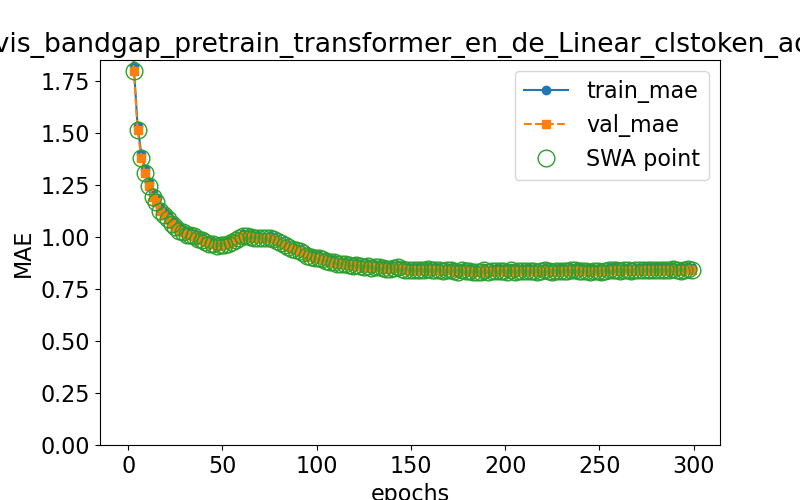 vis_bandgap_pretrain_transformer_en_de_Linear_clstoken_ac
train_mae
val_mae
SWA point
MAE
1.75
1.50
1.25
1.00
0.75
0.50
0.25
0.00
0 50 100 150 200 250 300
epochs